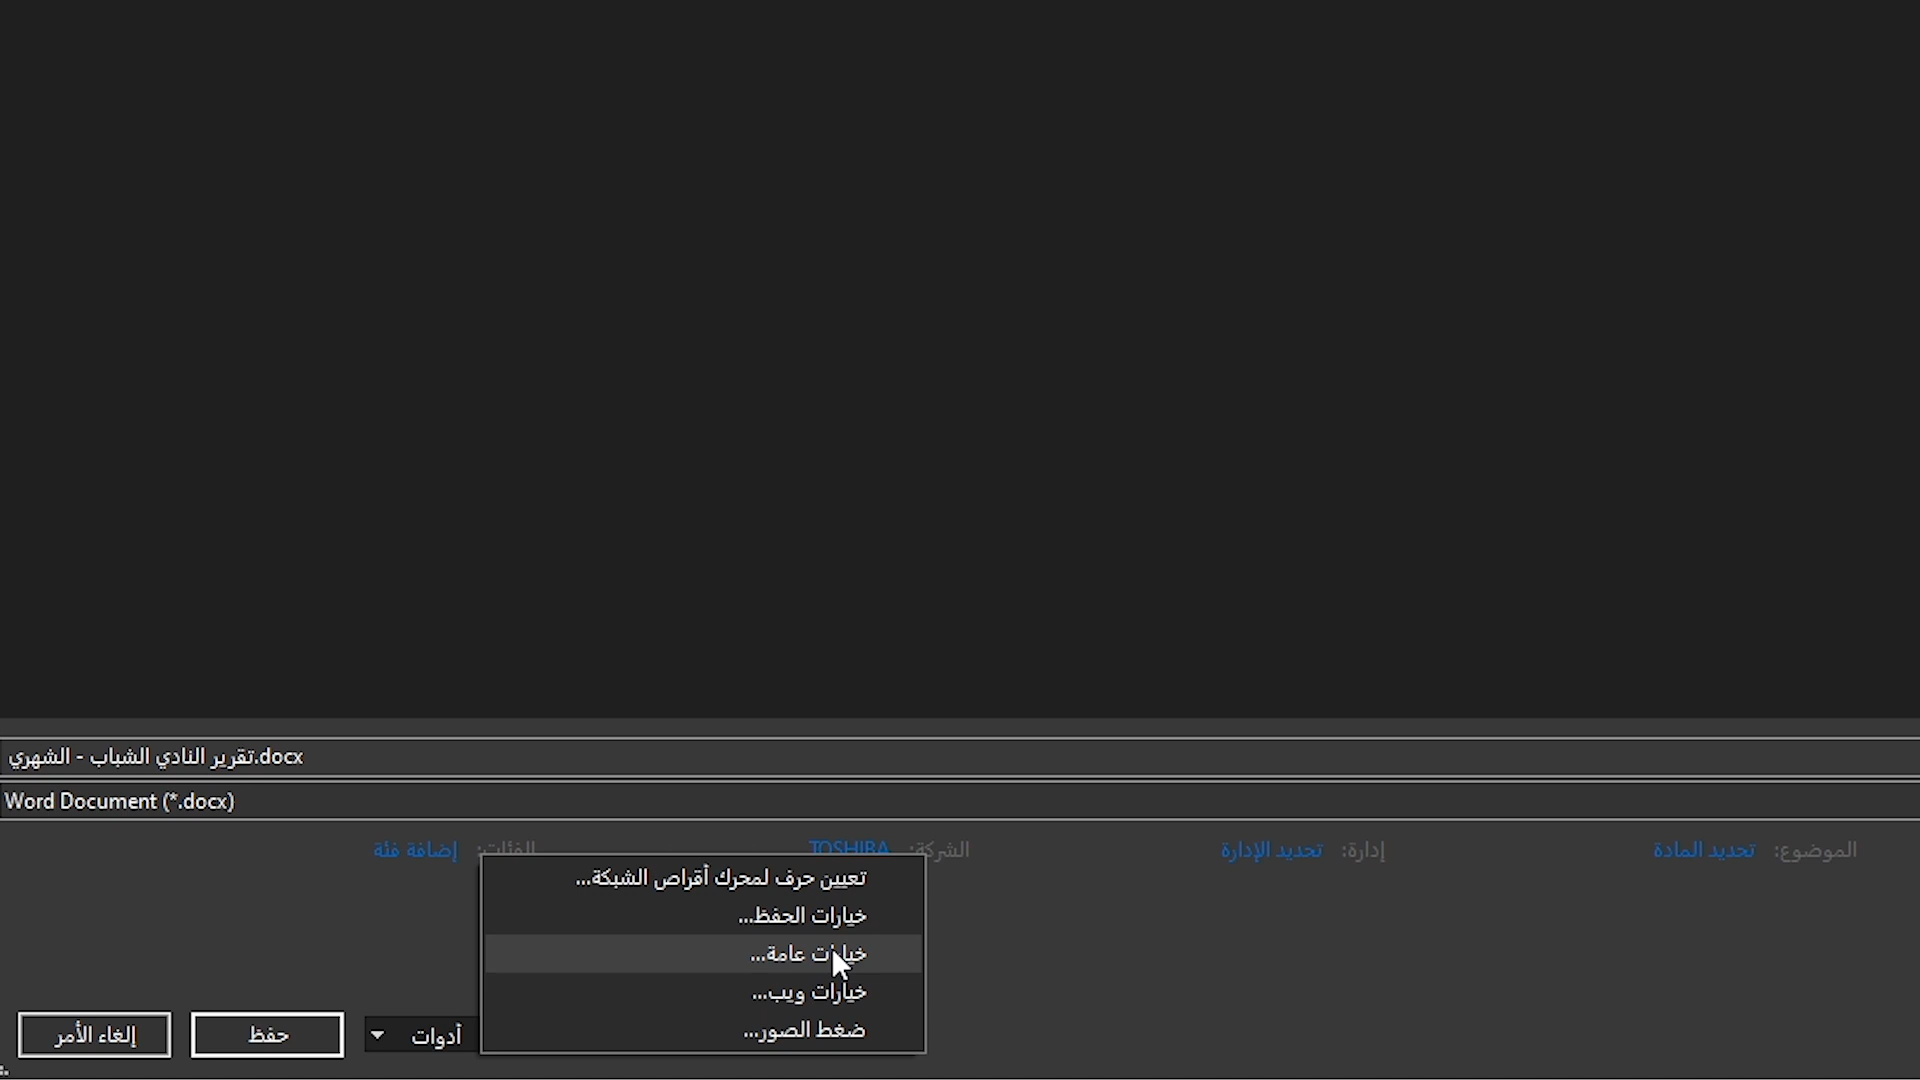 تقرير النادي الشباب - الشهري.docx
Word Document (*.docx)
الموضوع: تحديد المادة
إدارة: تحديد الإدارة
الشركة: TOSHIBA
الفئات: إضافة فئة
تعيين حرف لمحرك أقراص الشبكة...
خيارات الحفظ...
خيارات عامة...
خيارات ويب...
ضغط الصور...
أدوات
حفظ
إلغاء الأمر